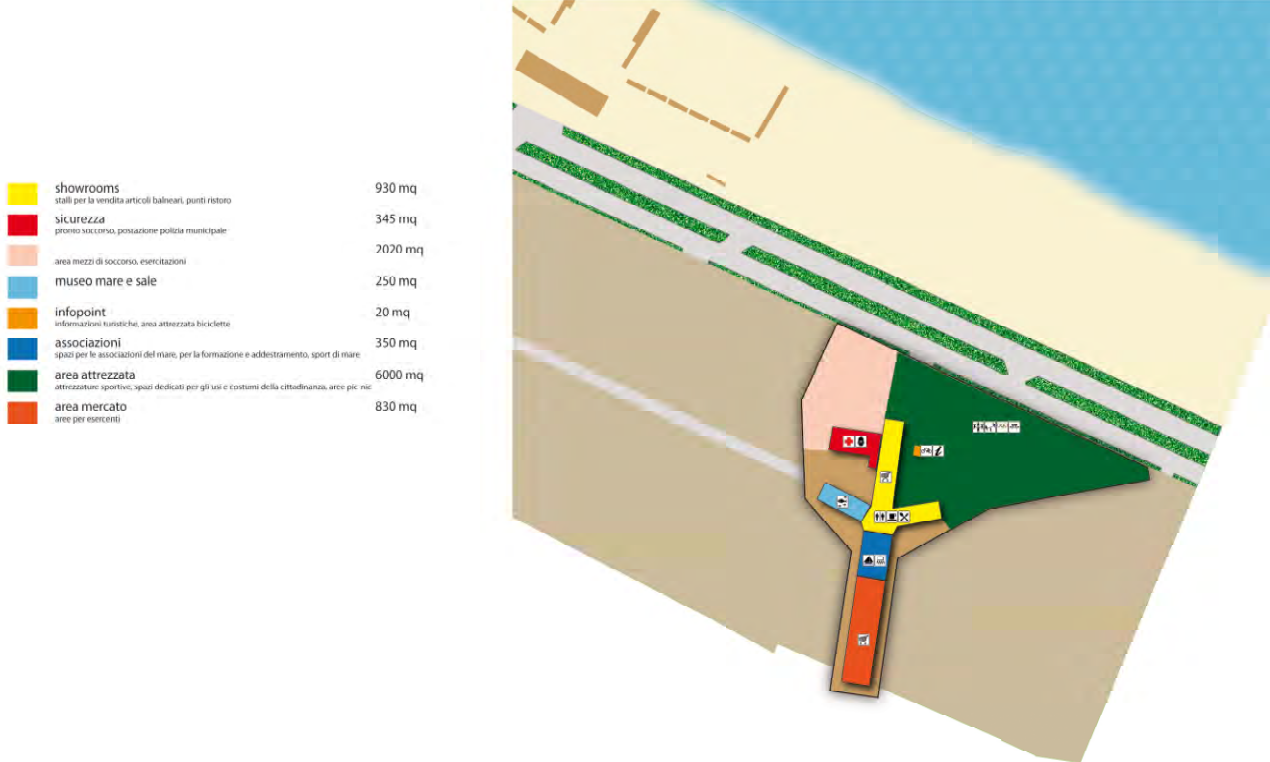 showrooms 930 mq
stalli per la vendita articoli balneari, punti ristoro
sicurezza 345 mq
pronto soccorso, postazione polizia municipale
2020 mq
area mezzi di soccorso, esercitazioni
museo mare e sale 250 mq
infopoint 20 mq
informazioni turistiche, area attrezzata biciclette
associazioni 350 mq
spazi per le associazioni del mare, per la formazione e addestramento, sport di mare
area attrezzata 6000 mq
attrezzature sportive, spazi dedicati per gli usi e costumi della cittadinanza, aree pic nic
area mercato 830 mq
aree per esercenti